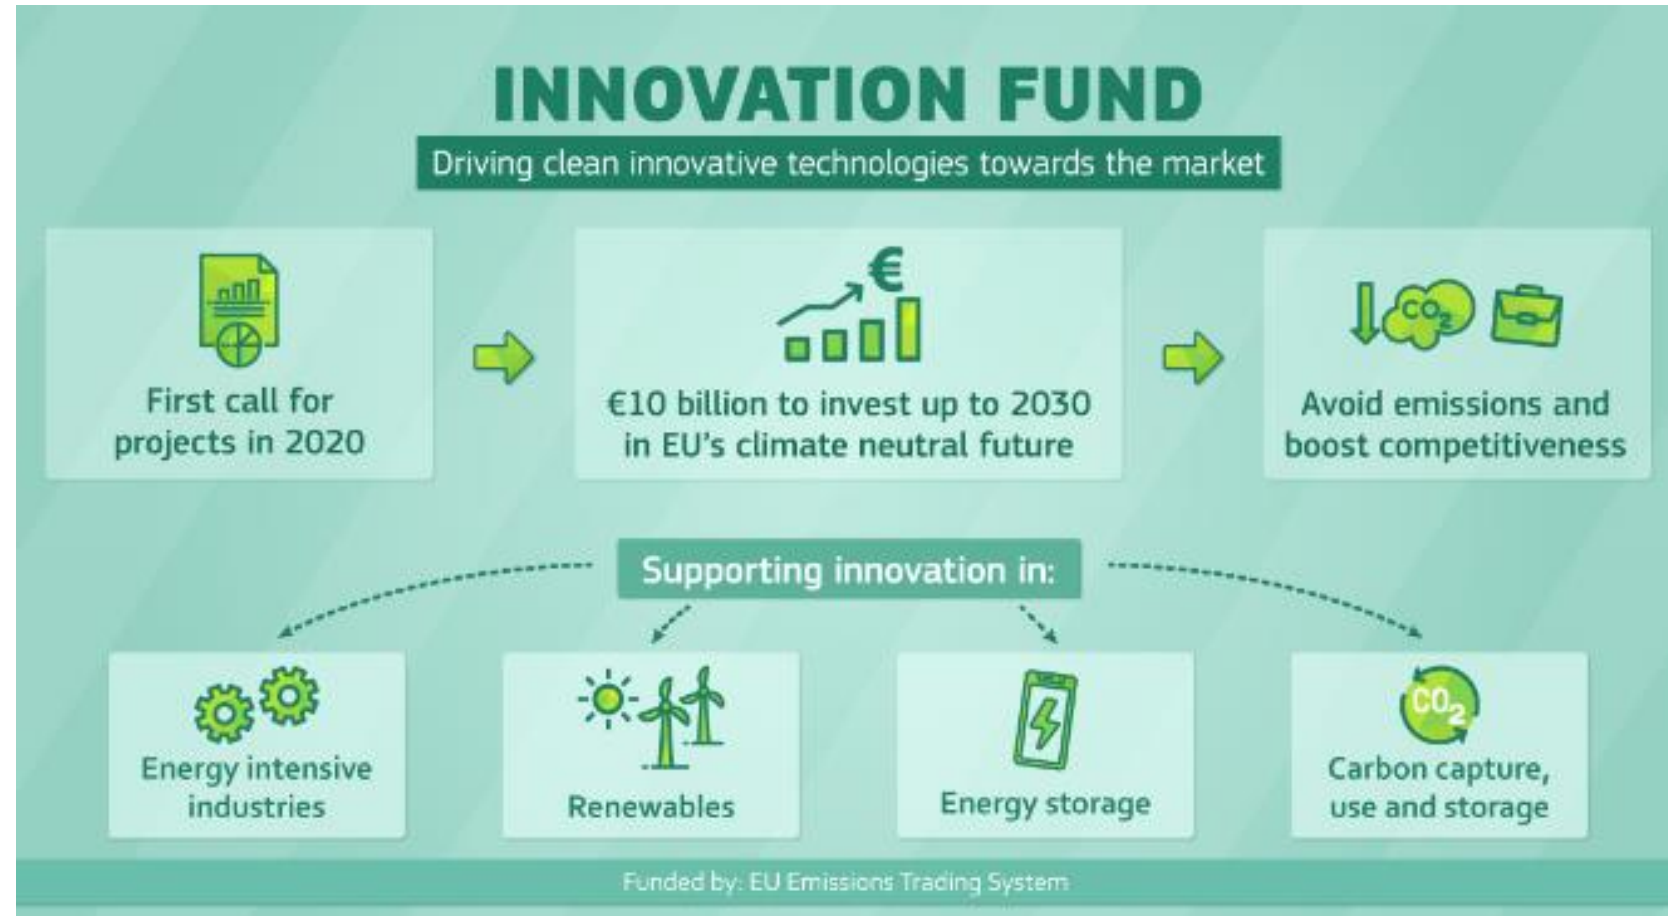 INNOVATION FUND
Driving clean innovative technologies towards the market
First call for
projects in 2020
€
€10 billion to invest up to 2030
in EU's climate neutral future
CO2
Avoid emissions and
boost competitiveness
Supporting innovation in:
Energy intensive
industries
Renewables
Energy storage
CO2
Carbon capture,
use and storage
Funded by: EU Emissions Trading System